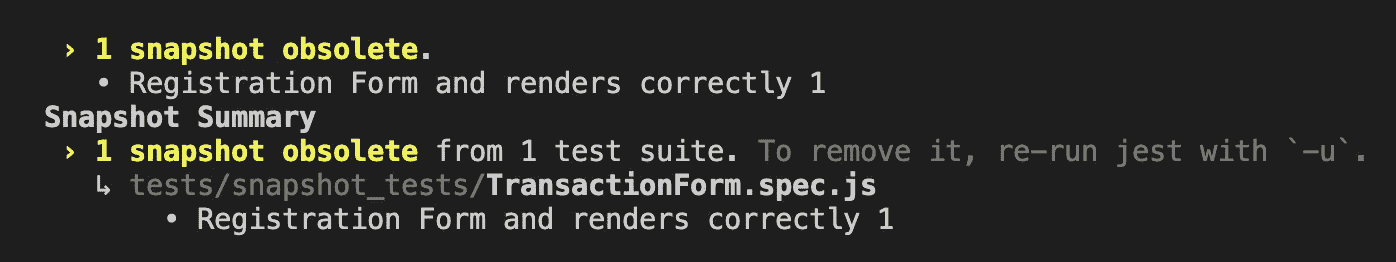 › 1 snapshot obsolete.
• Registration Form and renders correctly 1
Snapshot Summary
› 1 snapshot obsolete from 1 test suite. To remove it, re-run jest with `-u`.
↳ tests/snapshot_tests/TransactionForm.spec.js
• Registration Form and renders correctly 1